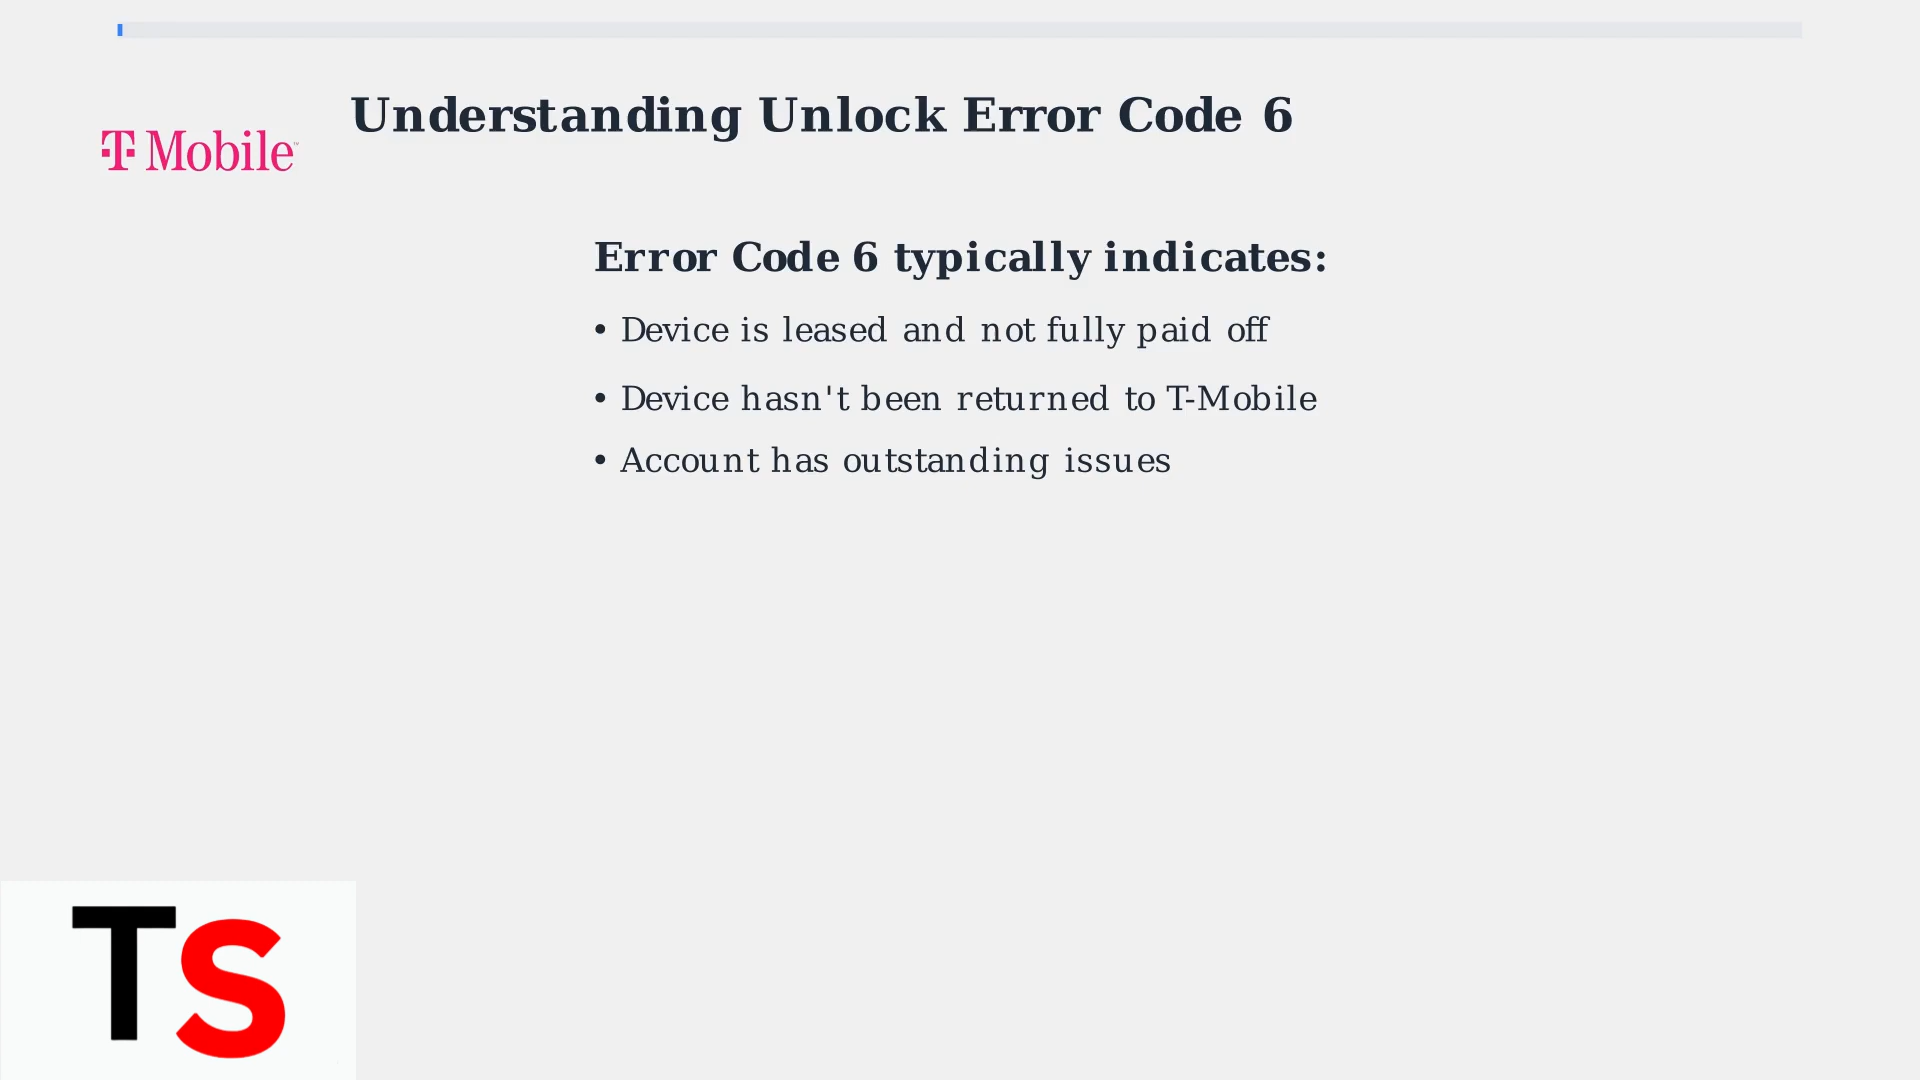 Understanding Unlock Error Code 6
T Mobile™
Error Code 6 typically indicates:
• Device is leased and not fully paid off
• Device hasn't been returned to T-Mobile
• Account has outstanding issues
TS